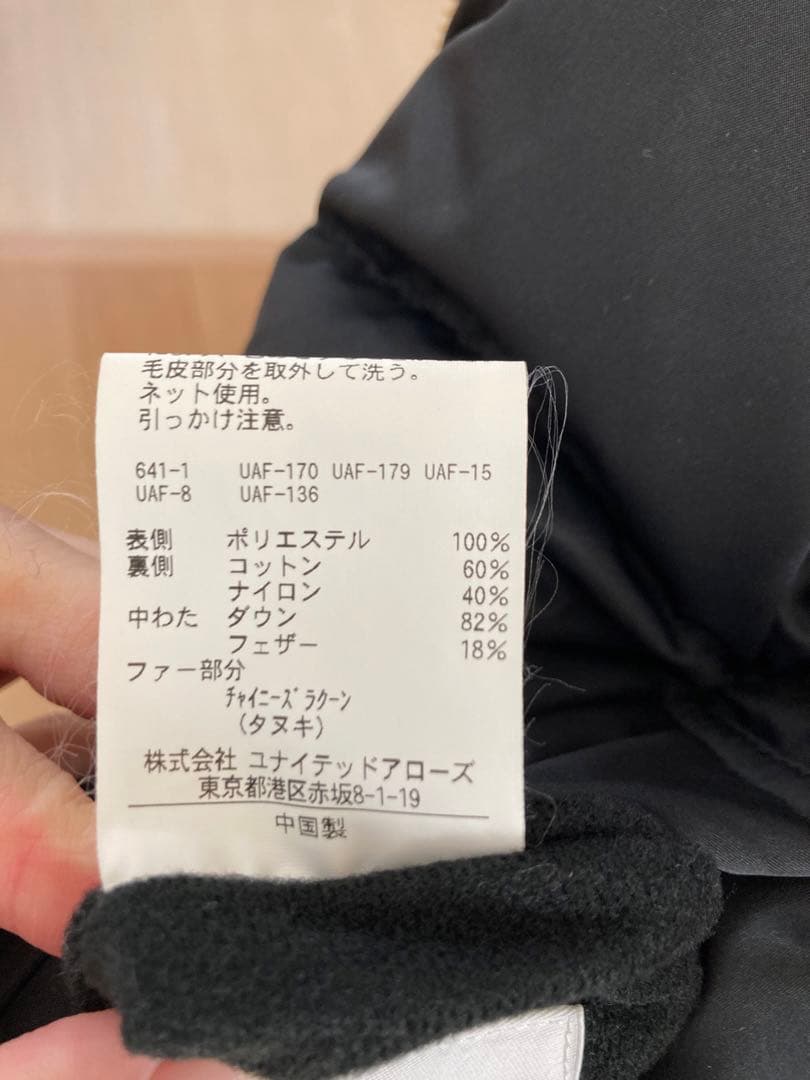 毛皮部分を取外して洗う。
ネット使用。
引っかけ注意。
641-1 UAF-170 UAF-179 UAF-15
UAF-8 UAF-136
表側 ポリエステル 100%
裏側 コットン 60%
ナイロン 40%
中わた ダウン 82%
フェザー 18%
ファー部分
ﾁｬｲﾆｰｽﾞﾗｸーﾝ
(タヌキ)
株式会社 ユナイテッドアローズ
東京都港区赤坂8-1-19
中国製